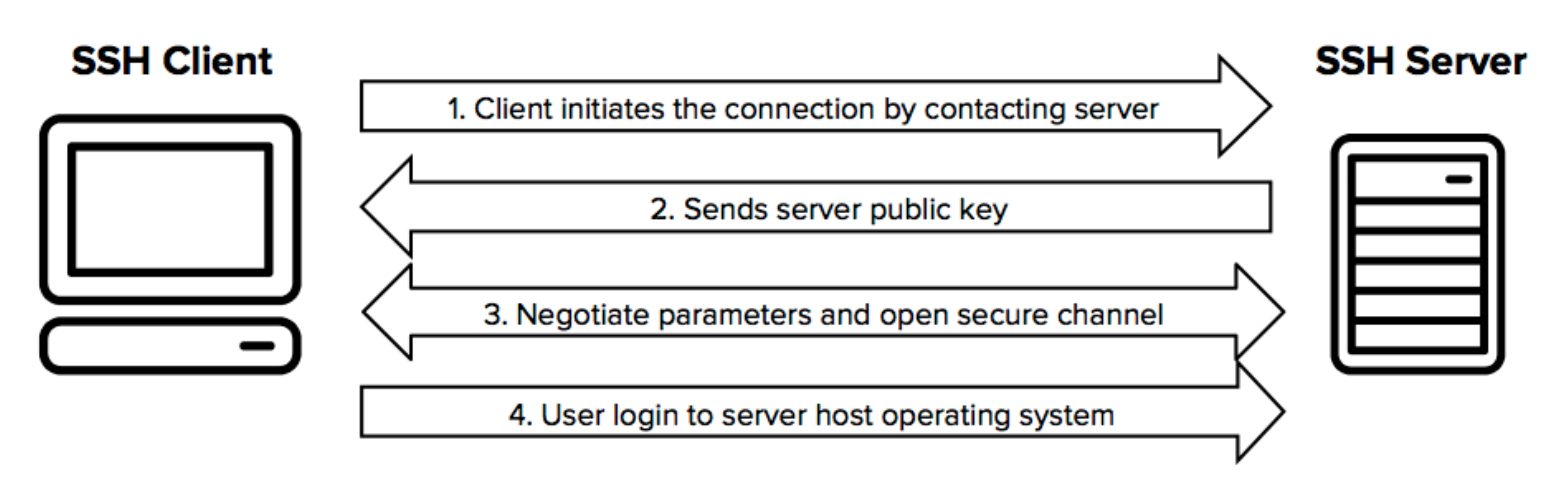 SSH Client
SSH Server
1. Client initiates the connection by contacting server
2. Sends server public key
3. Negotiate parameters and open secure channel
4. User login to server host operating system